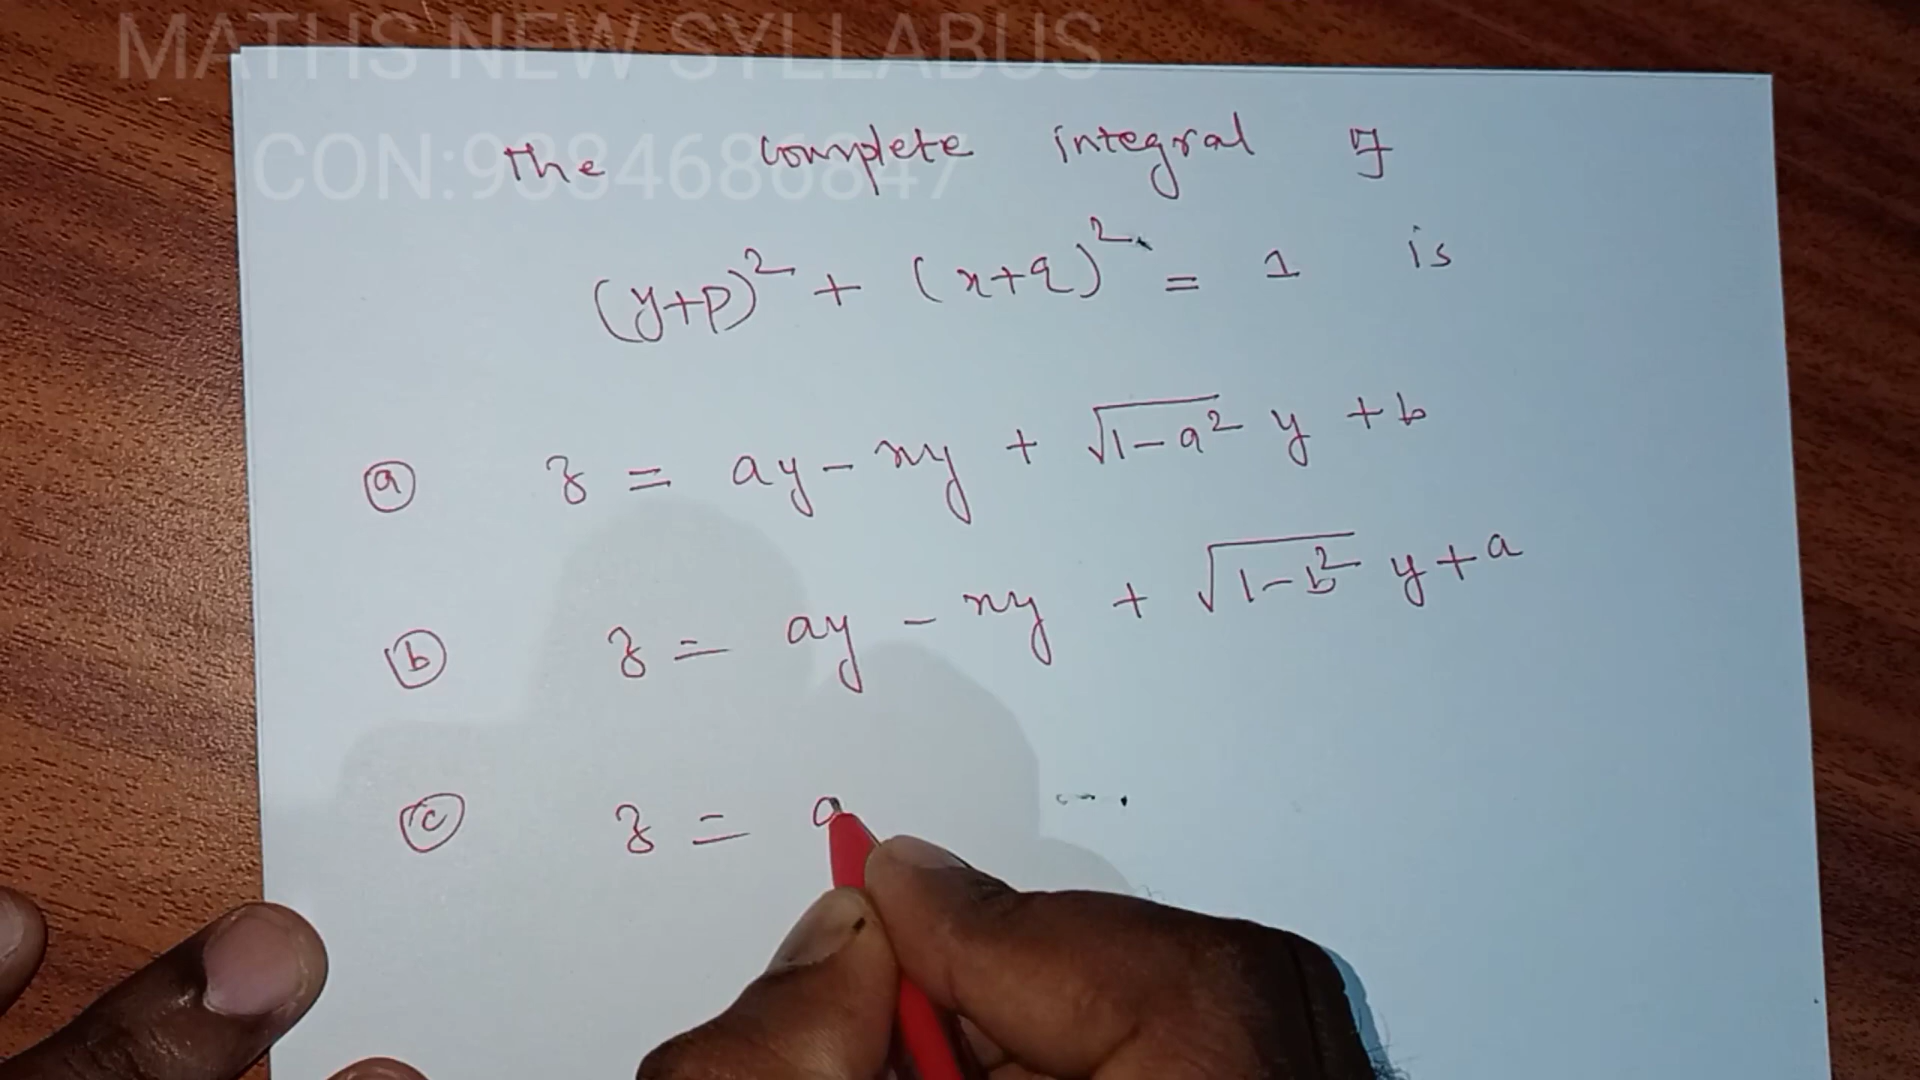 MATHS NEW SYLLABUS
CON:9384686847
The complete integral of
(y+p)² + (x+q)² = 1 is
(a) z = ay - xy + √(1-a²) y + b
(b) z = ay - xy + √(1-b²) y + a
(c) z = a